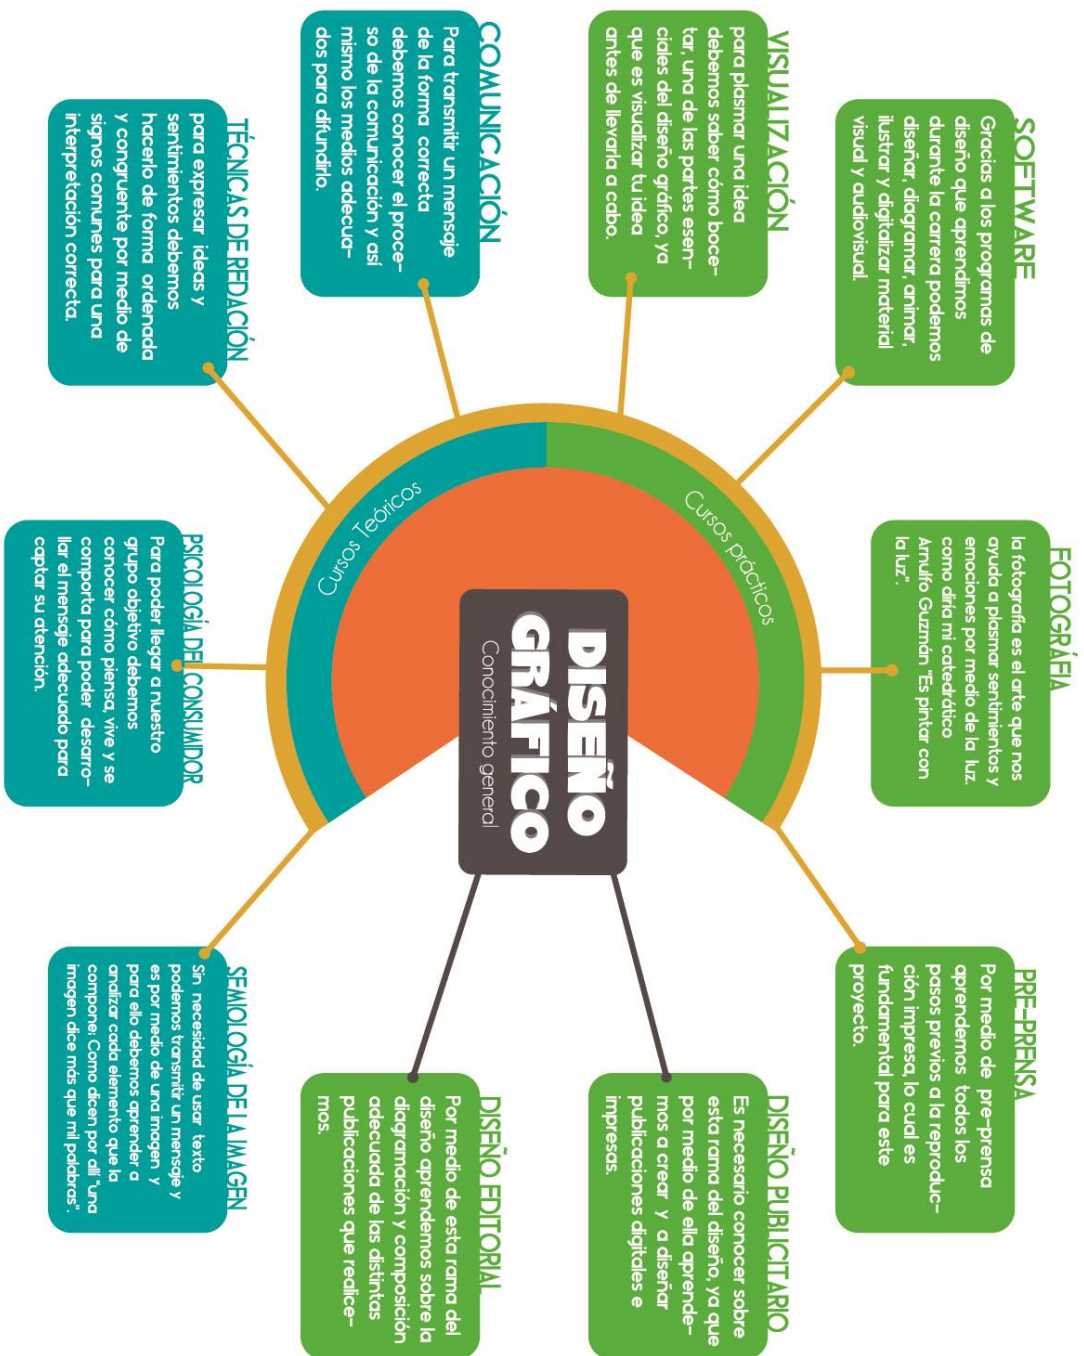 SOFTWARE
Gracias a los programas de
diseño que aprendimos
durante la carrera podemos
diseñar, diagramar, animar,
ilustrar y digitalizar material
visual y audiovisual.
FOTOGRÁFIA
la fotografía es el arte que nos
ayuda a plasmar sentimientos y
emociones por medio de la luz.
como diría mi catedrático
Arnulfo Guzmán "Es pintar con
la luz".
PRE-PRENSA
Por medio de pre-prensa
aprendemos todos los
pasos previos a la reproduc-
ción impresa, lo cual es
fundamental para este
proyecto.
VISUALIZACIÓN
para plasmar una idea
debemos saber cómo boce-
tar, una de las partes esen-
ciales del diseño gráfico, ya
que es visualizar tu idea
antes de llevarla a cabo.
Cursos prácticos
DISEÑO PUBLICITARIO
Es necesario conocer sobre
esta rama del diseño, ya que
por medio de ella aprende-
mos a crear y a diseñar
publicaciones digitales e
impresas.
DISEÑO
GRÁFICO
Conocimiento general
COMUNICACIÓN
Para transmitir un mensaje
de la forma correcta
debemos conocer el proce-
so de la comunicación y así
mismo los medios adecua-
dos para difundirlo.
Cursos Teóricos
DISEÑO EDITORIAL
Por medio de esta rama del
diseño aprendemos sobre la
diagramación y composición
adecuada de las distintas
publicaciones que realice-
mos.
TÉCNICAS DE REDACIÓN
para expresar ideas y
sentimientos debemos
hacerlo de forma ordenada
y congruente por medio de
signos comunes para una
interpretación correcta.
PSICOLOGÍA DEL CONSUMIDOR
Para poder llegar a nuestro
grupo objetivo debemos
conocer cómo piensa, vive y se
comporta para poder desarro-
llar el mensaje adecuado para
captar su atención.
SEMIOLOGÍA DE LA IMAGEN
Sin necesidad de usar texto
podemos transmitir un mensaje y
es por medio de una imagen y
para ello debemos aprender a
analizar cada elemento que la
compone; Como dicen por allí "una
imagen dice más que mil palabras".